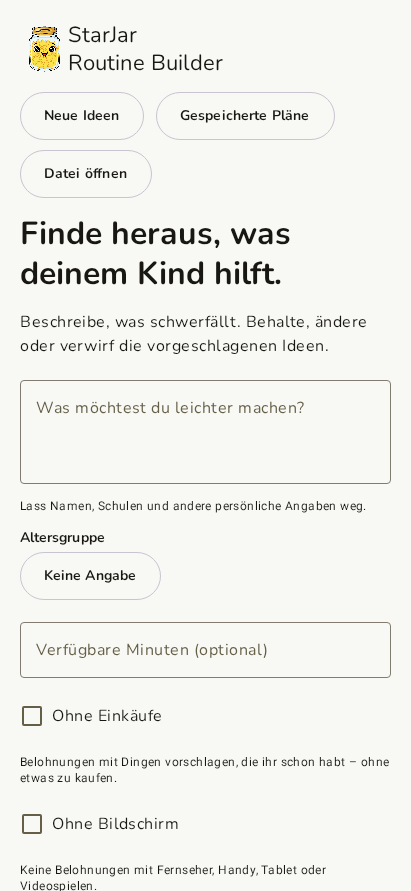 StarJar
Routine Builder
Neue Ideen
Gespeicherte Pläne
Datei öffnen
Finde heraus, was
deinem Kind hilft.
Beschreibe, was schwerfällt. Behalte, ändere
oder verwirf die vorgeschlagenen Ideen.
Was möchtest du leichter machen?
Lass Namen, Schulen und andere persönliche Angaben weg.
Altersgruppe
Keine Angabe
Verfügbare Minuten (optional)
Ohne Einkäufe
Belohnungen mit Dingen vorschlagen, die ihr schon habt – ohne
etwas zu kaufen.
Ohne Bildschirm
Keine Belohnungen mit Fernseher, Handy, Tablet oder
Videospielen.